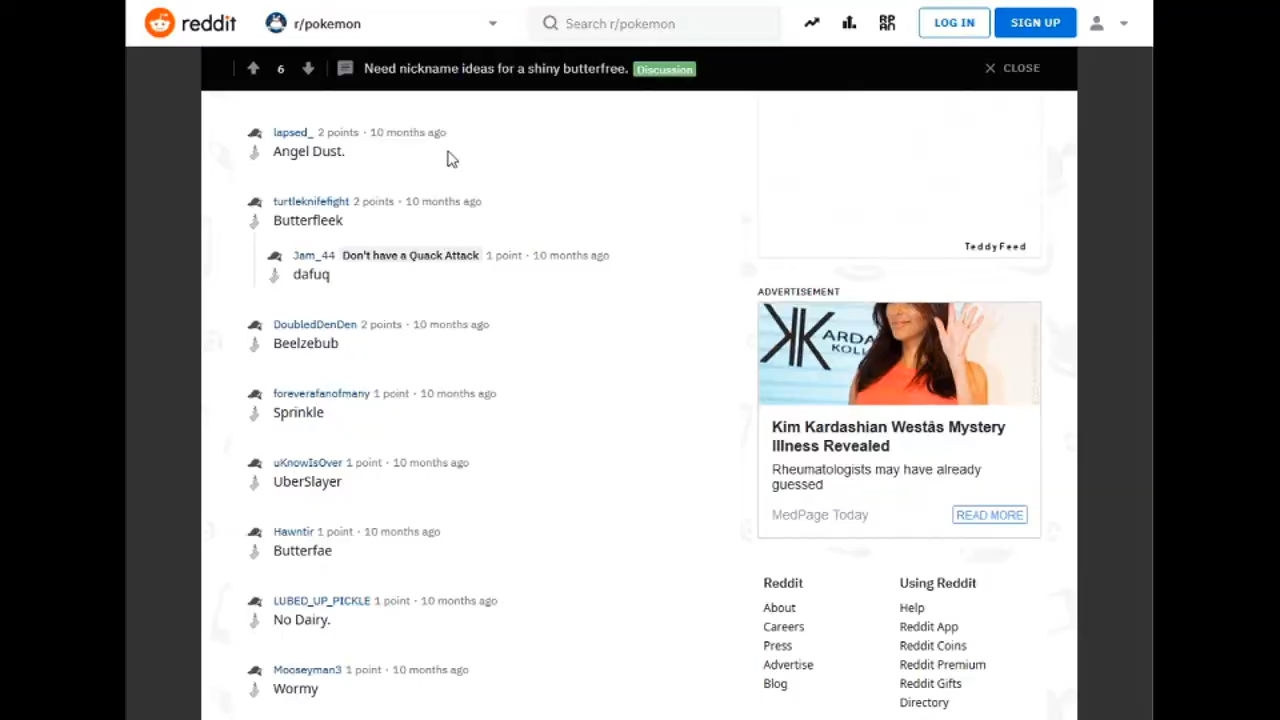 reddit r/pokemon Search r/pokemon LOG IN SIGN UP
6 Need nickname ideas for a shiny butterfree. Discussion CLOSE
lapsed_ 2 points · 10 months ago
Angel Dust.
turtleknifefight 2 points · 10 months ago
Butterfleek
Jam_44 Don't have a Quack Attack 1 point · 10 months ago
dafuq
DoubledDenDen 2 points · 10 months ago
Beelzebub
foreverafanofmany 1 point · 10 months ago
Sprinkle
uKnowIsOver 1 point · 10 months ago
UberSlayer
Hawntir 1 point · 10 months ago
Butterfae
LUBED_UP_PICKLE 1 point · 10 months ago
No Dairy.
Mooseyman3 1 point · 10 months ago
Wormy
TeddyFeed
ADVERTISEMENT
KARDA
KOLL
Kim Kardashian Westâs Mystery
Illness Revealed
Rheumatologists may have already
guessed
MedPage Today READ MORE
Reddit Using Reddit
About Help
Careers Reddit App
Press Reddit Coins
Advertise Reddit Premium
Blog Reddit Gifts
Directory